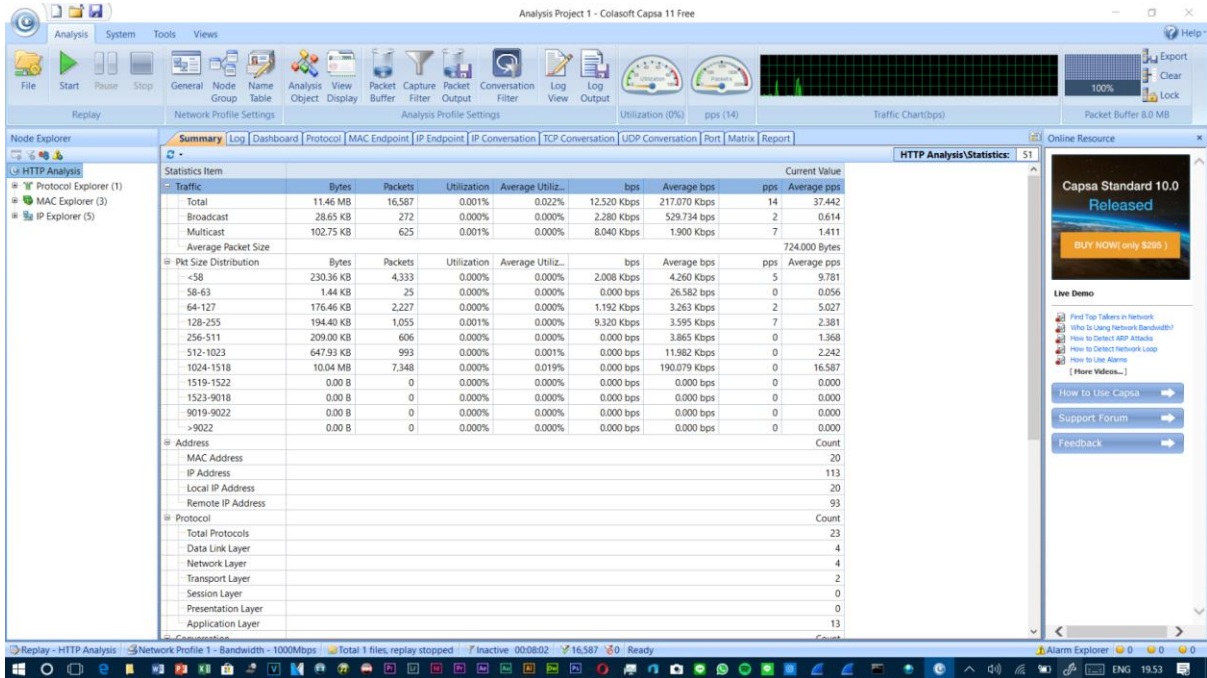 Analysis Project 1 - Colasoft Capsa 11 Free
Analysis System Tools Views Help
File Start Pause Stop General Node Group Name Table Analysis Object View Display Packet Buffer Capture Filter Packet Output Conversation Filter Log View Log Output 100% Export Clear Lock
Replay Network Profile Settings Analysis Profile Settings Utilization (0%) pps (14) Traffic Chart(bps) Packet Buffer 8.0 MB
Node Explorer
HTTP Analysis
Protocol Explorer (1)
MAC Explorer (3)
IP Explorer (5)
Summary Log Dashboard Protocol MAC Endpoint IP Endpoint IP Conversation TCP Conversation UDP Conversation Port Matrix Report
HTTP Analysis\Statistics: 51
Statistics Item Current Value
Traffic Bytes Packets Utilization Average Utiliz... bps Average bps pps Average pps
Total 11.46 MB 16,587 0.001% 0.022% 12.520 Kbps 217.070 Kbps 14 37.442
Broadcast 28.65 KB 272 0.000% 0.000% 2.280 Kbps 529.734 bps 2 0.614
Multicast 102.75 KB 625 0.001% 0.000% 8.040 Kbps 1.900 Kbps 7 1.411
Average Packet Size 724.000 Bytes
Pkt Size Distribution Bytes Packets Utilization Average Utiliz... bps Average bps pps Average pps
<58 230.36 KB 4,333 0.000% 0.000% 2.008 Kbps 4.260 Kbps 5 9.781
58-63 1.44 KB 25 0.000% 0.000% 0.000 bps 26.582 bps 0 0.056
64-127 176.46 KB 2,227 0.000% 0.000% 1.192 Kbps 3.263 Kbps 2 5.027
128-255 194.40 KB 1,055 0.001% 0.000% 9.320 Kbps 3.595 Kbps 7 2.381
256-511 209.00 KB 606 0.000% 0.000% 0.000 bps 3.865 Kbps 0 1.368
512-1023 647.93 KB 993 0.000% 0.001% 0.000 bps 11.982 Kbps 0 2.242
1024-1518 10.04 MB 7,348 0.000% 0.019% 0.000 bps 190.079 Kbps 0 16.587
1519-1522 0.00 B 0 0.000% 0.000% 0.000 bps 0.000 bps 0 0.000
1523-9018 0.00 B 0 0.000% 0.000% 0.000 bps 0.000 bps 0 0.000
9019-9022 0.00 B 0 0.000% 0.000% 0.000 bps 0.000 bps 0 0.000
>9022 0.00 B 0 0.000% 0.000% 0.000 bps 0.000 bps 0 0.000
Address Count
MAC Address 20
IP Address 113
Local IP Address 20
Remote IP Address 93
Protocol Count
Total Protocols 23
Data Link Layer 4
Network Layer 4
Transport Layer 2
Session Layer 0
Presentation Layer 0
Application Layer 13
Conversation Count
Online Resource
Capsa Standard 10.0
Released
BUY NOW( only $295 )
Live Demo
Find Top Talkers in Network
Who Is Using Network Bandwidth?
How to Detect ARP Attacks
How to Detect Network Loop
How to Use Alarms
[ More Videos... ]
How to Use Capsa
Support Forum
Feedback
Replay - HTTP Analysis Network Profile 1 - Bandwidth - 1000Mbps Total 1 files, replay stopped Inactive 00:08:02 16,587 0 Ready Alarm Explorer 0 0 0
ENG 19.53